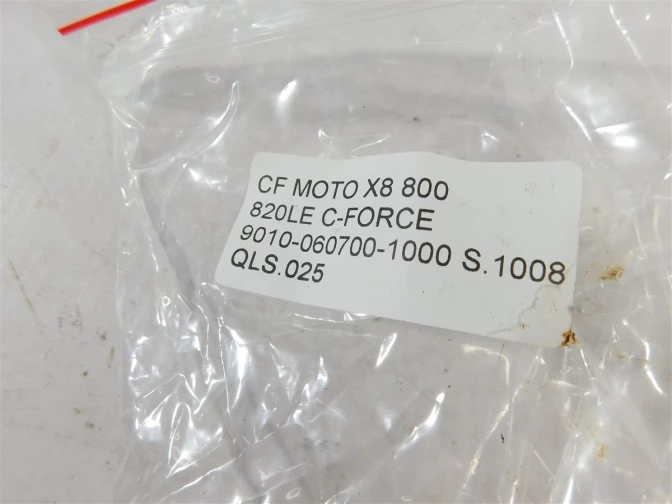 CF MOTO X8 800
820LE C-FORCE
9010-060700-1000 S.1008
QLS.025